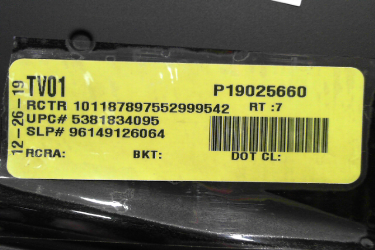 12-26-19
TV01 P19025660
RCTR 101187897552999542 RT :7
UPC# 5381834095
SLP# 96149126064
RCRA: BKT: DOT CL: